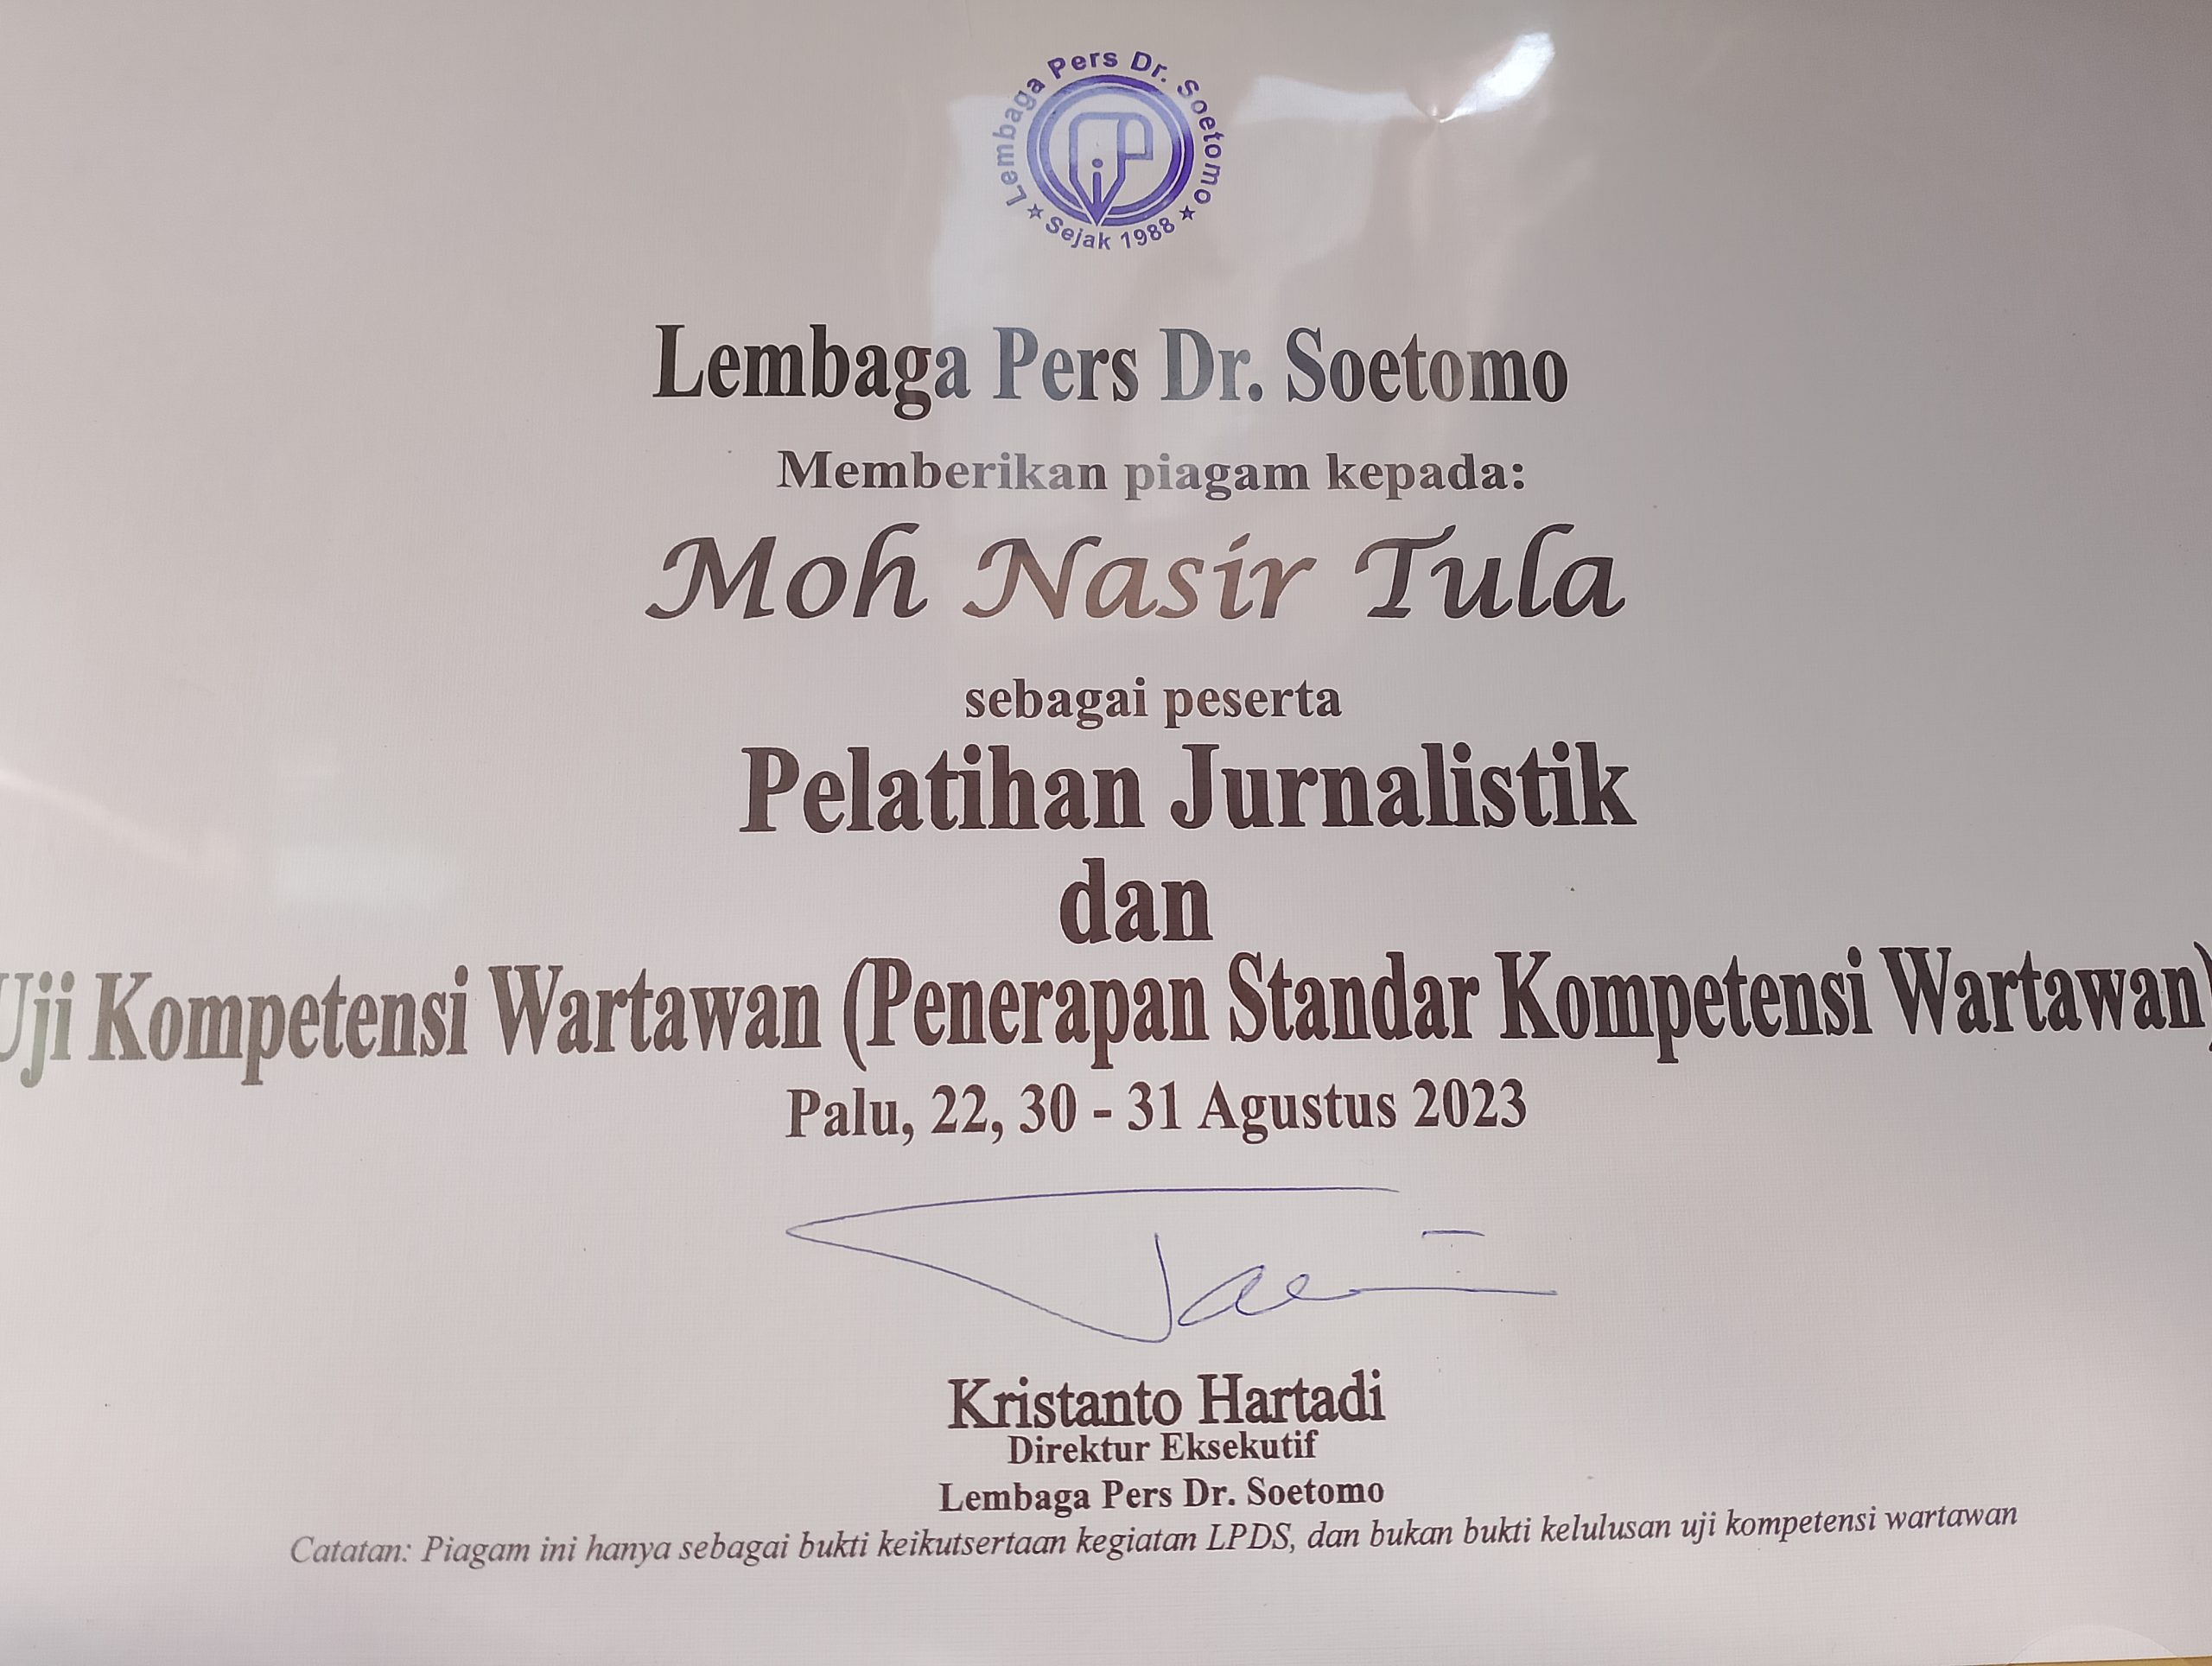 Lembaga Pers Dr. Soetomo
Sejak 1988
Lembaga Pers Dr. Soetomo
Memberikan piagam kepada:
Moh Nasir Tula
sebagai peserta
Pelatihan Jurnalistik
dan
Uji Kompetensi Wartawan (Penerapan Standar Kompetensi Wartawan)
Palu, 22, 30 - 31 Agustus 2023
Kristanto Hartadi
Direktur Eksekutif
Lembaga Pers Dr. Soetomo
Catatan: Piagam ini hanya sebagai bukti keikutsertaan kegiatan LPDS, dan bukan bukti kelulusan uji kompetensi wartawan